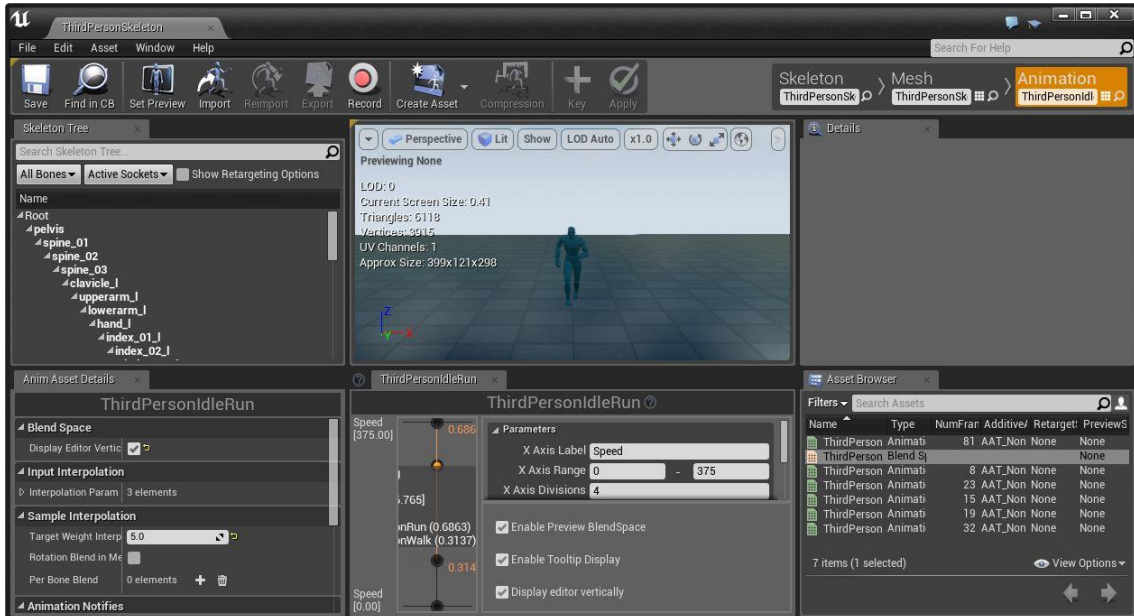 ThirdPersonSkeleton
File Edit Asset Window Help
Search For Help
Save Find in CB Set Preview Import Reimport Export Record Create Asset Compression Key Apply
Skeleton Mesh Animation
ThirdPersonSk ThirdPersonSk ThirdPersonIdl
Skeleton Tree
Search Skeleton Tree...
All Bones Active Sockets Show Retargeting Options
Name
Root
pelvis
spine_01
spine_02
spine_03
clavicle_l
upperarm_l
lowerarm_l
hand_l
index_01_l
index_02_l
Perspective Lit Show LOD Auto x1.0
Previewing None
LOD: 0
Current Screen Size: 0.41
Triangles: 6118
Vertices: 3915
UV Channels: 1
Approx Size: 399x121x298
Z
Y X
Details
Anim Asset Details
ThirdPersonIdleRun
Blend Space
Display Editor Vertic
Input Interpolation
Interpolation Param 3 elements
Sample Interpolation
Target Weight Interp 5.0
Rotation Blend in Me
Per Bone Blend 0 elements
Animation Notifies
ThirdPersonIdleRun
ThirdPersonIdleRun
Speed
[375.00]
0.686
5.765]
onRun (0.6863)
onWalk (0.3137)
0.314
Speed
[0.00]
Parameters
X Axis Label Speed
X Axis Range 0 - 375
X Axis Divisions 4
Enable Preview BlendSpace
Enable Tooltip Display
Display editor vertically
Asset Browser
Filters Search Assets
Name Type NumFran AdditiveA RetargetS PreviewS
ThirdPerson Animati 81 AAT_Non None None
ThirdPerson Blend Sp None
ThirdPerson Animati 8 AAT_Non None None
ThirdPerson Animati 23 AAT_Non None None
ThirdPerson Animati 15 AAT_Non None None
ThirdPerson Animati 19 AAT_Non None None
ThirdPerson Animati 32 AAT_Non None None
7 items (1 selected) View Options